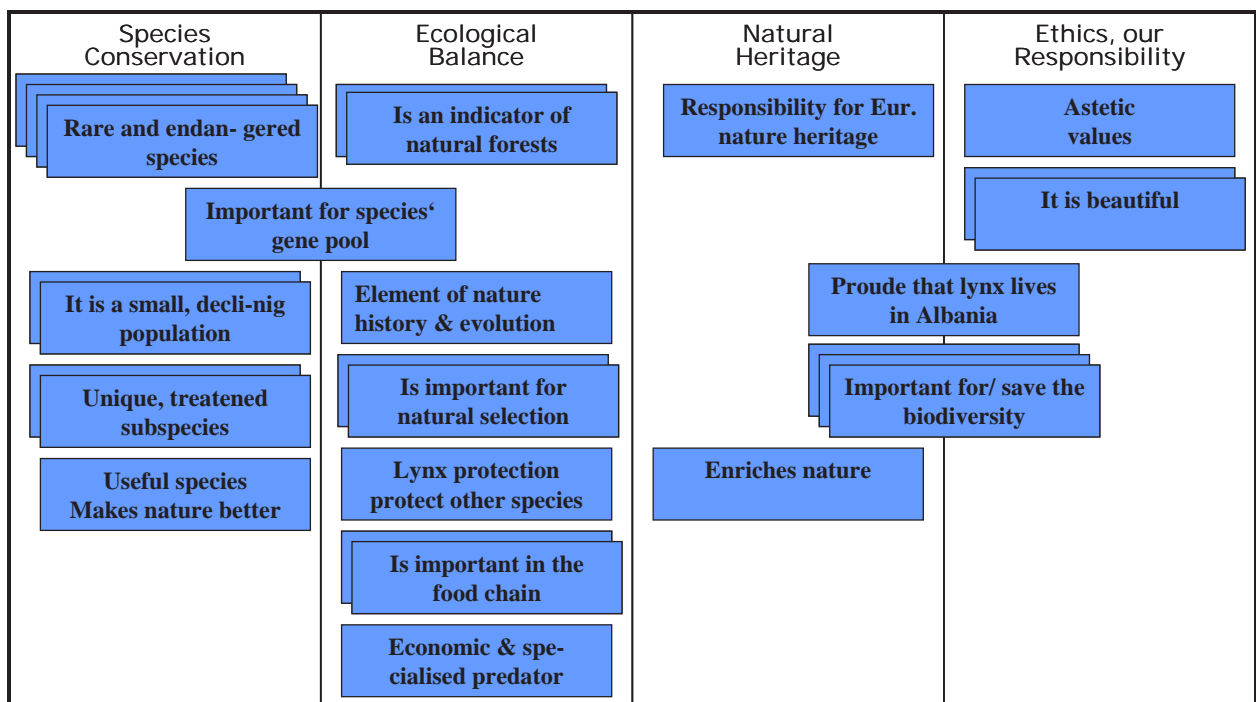 Species
Conservation
Ecological
Balance
Natural
Heritage
Ethics, our
Responsibility
Rare and endan- gered
species
Is an indicator of
natural forests
Responsibility for Eur.
nature heritage
Astetic
values
It is beautiful
Important for species‘
gene pool
It is a small, decli-nig
population
Element of nature
history & evolution
Proude that lynx lives
in Albania
Unique, treatened
subspecies
Is important for
natural selection
Important for/ save the
biodiversity
Useful species
Makes nature better
Lynx protection
protect other species
Enriches nature
Is important in the
food chain
Economic & spe-
cialised predator